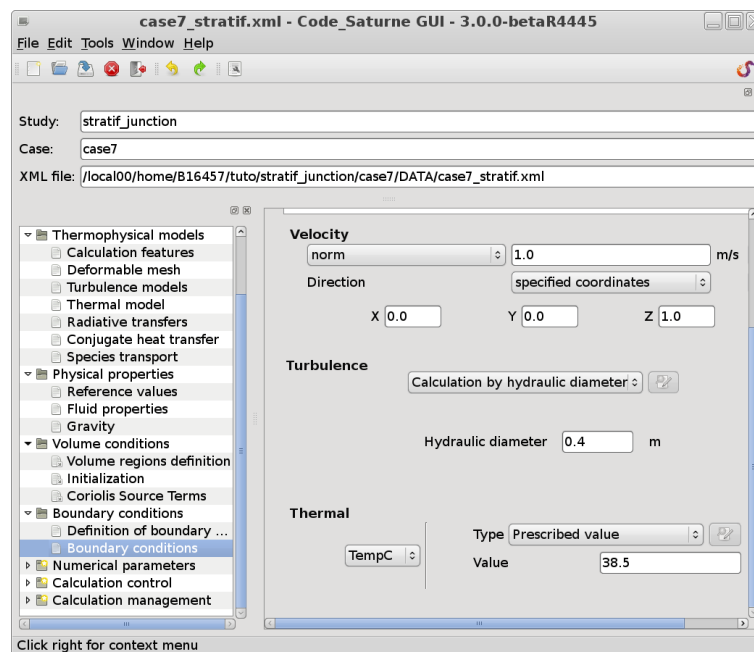 case7_stratif.xml - Code_Saturne GUI - 3.0.0-betaR4445
File Edit Tools Window Help
Study: stratif_junction
Case: case7
XML file: /local00/home/B16457/tuto/stratif_junction/case7/DATA/case7_stratif.xml
Thermophysical models
Calculation features
Deformable mesh
Turbulence models
Thermal model
Radiative transfers
Conjugate heat transfer
Species transport
Physical properties
Reference values
Fluid properties
Gravity
Volume conditions
Volume regions definition
Initialization
Coriolis Source Terms
Boundary conditions
Definition of boundary ...
Boundary conditions
Numerical parameters
Calculation control
Calculation management
Velocity
norm 1.0 m/s
Direction specified coordinates
X 0.0 Y 0.0 Z 1.0
Turbulence
Calculation by hydraulic diameter
Hydraulic diameter 0.4 m
Thermal
Type Prescribed value
TempC
Value 38.5
Click right for context menu